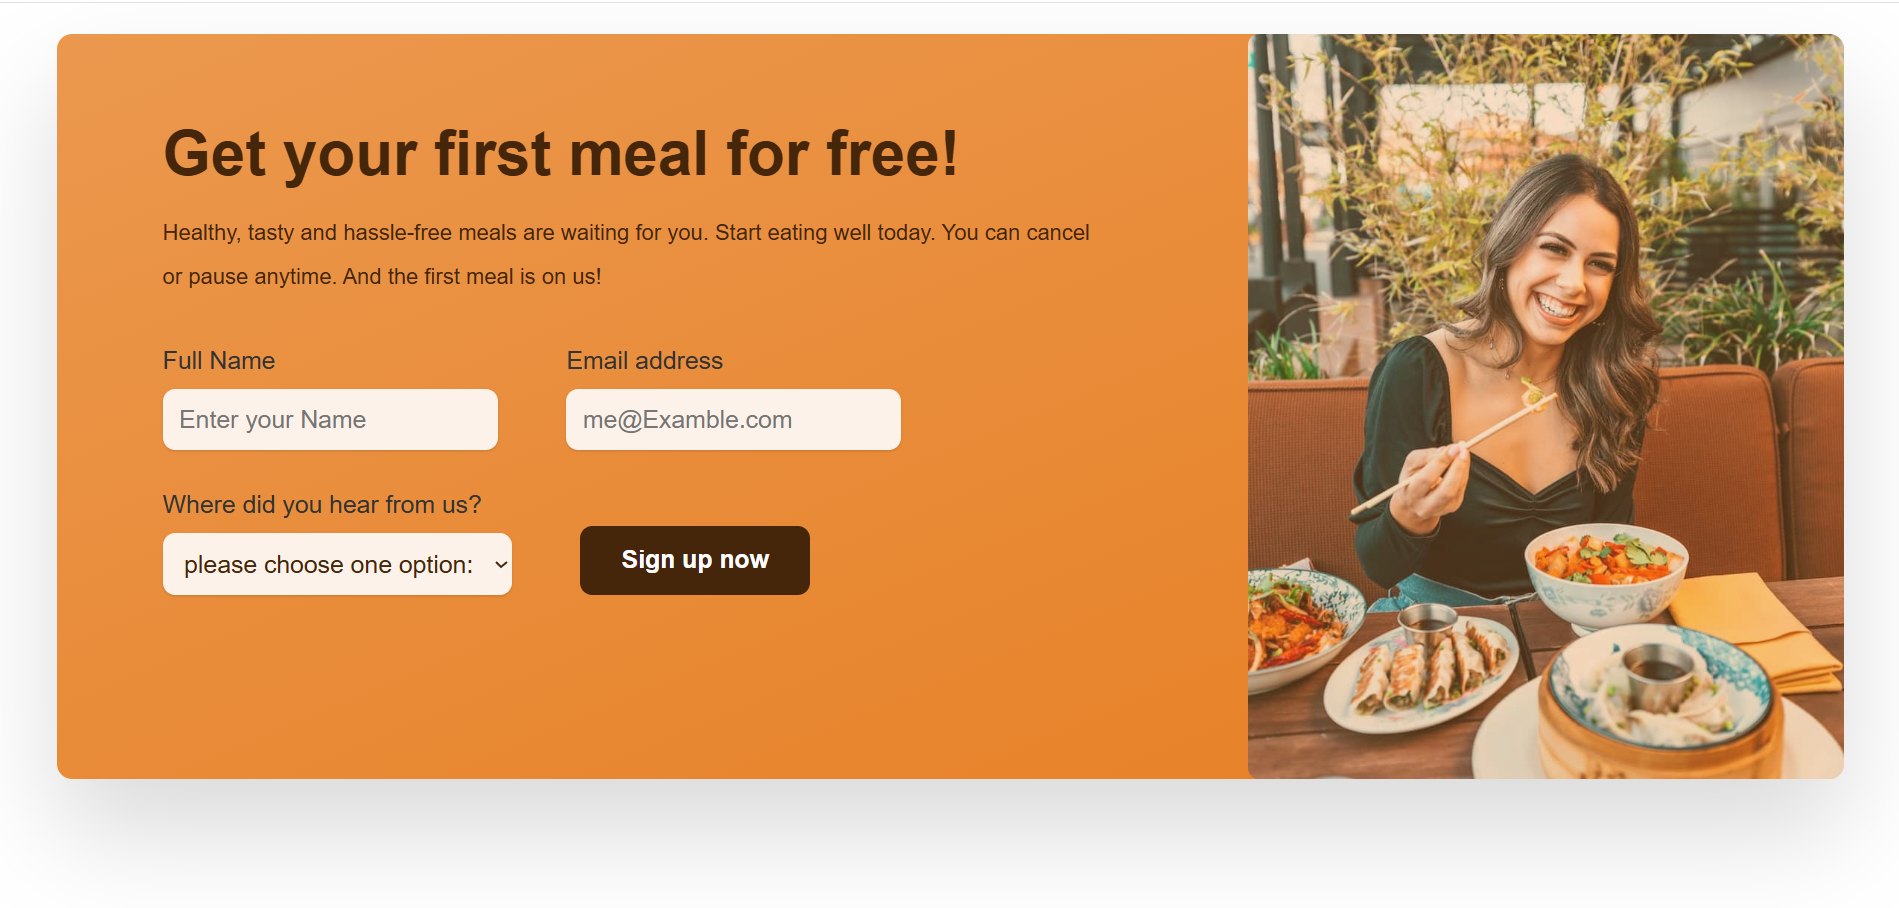 Get your first meal for free!
Healthy, tasty and hassle-free meals are waiting for you. Start eating well today. You can cancel
or pause anytime. And the first meal is on us!
Full Name
Email address
Enter your Name
me@Examble.com
Where did you hear from us?
please choose one option:
Sign up now